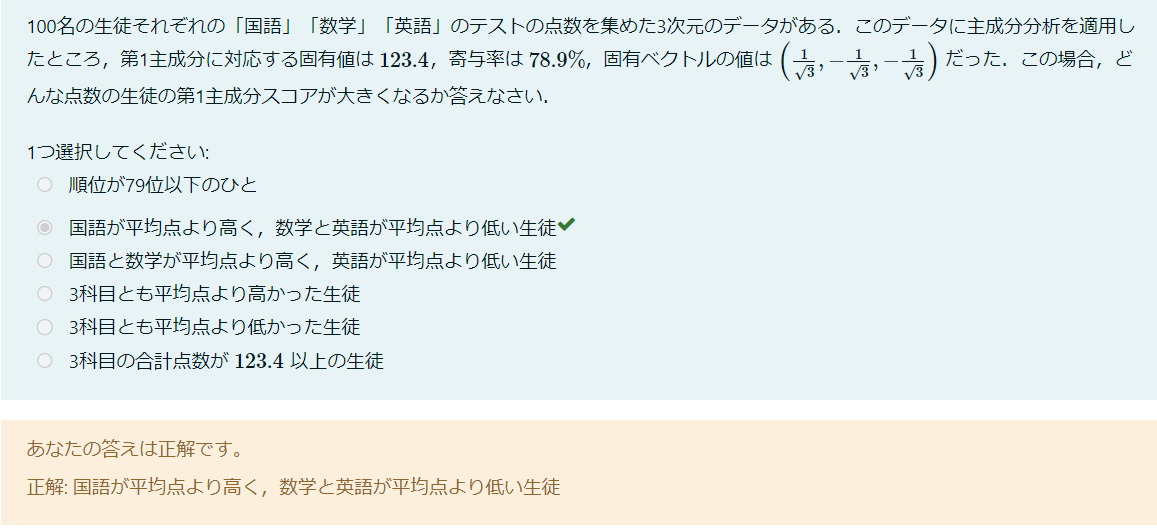 100名の生徒それぞれの「国語」「数学」「英語」のテストの点数を集めた3次元のデータがある．このデータに主成分分析を適用し
たところ，第1主成分に対応する固有値は 123.4，寄与率は 78.9%，固有ベクトルの値は (1/√3, −1/√3, −1/√3) だった．この場合，ど
んな点数の生徒の第1主成分スコアが大きくなるか答えなさい．
1つ選択してください:
順位が79位以下のひと
国語が平均点より高く，数学と英語が平均点より低い生徒✔
国語と数学が平均点より高く，英語が平均点より低い生徒
3科目とも平均点より高かった生徒
3科目とも平均点より低かった生徒
3科目の合計点数が 123.4 以上の生徒
あなたの答えは正解です。
正解: 国語が平均点より高く，数学と英語が平均点より低い生徒